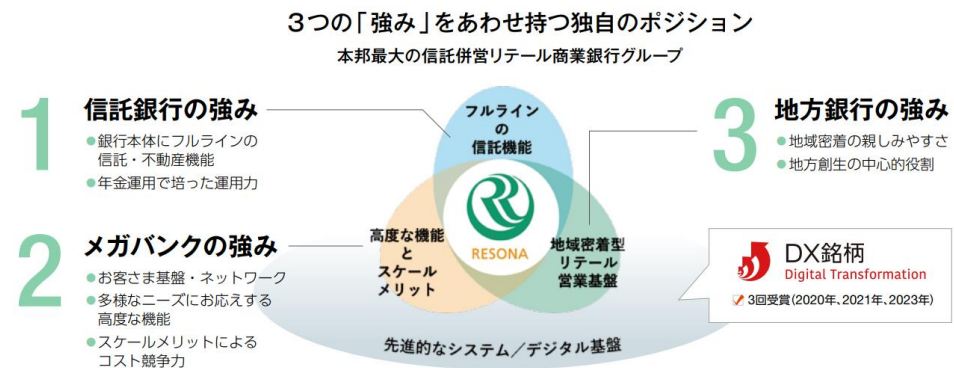 3つの「強み」をあわせ持つ独自のポジション
本邦最大の信託併営リテール商業銀行グループ
1
信託銀行の強み
●銀行本体にフルラインの
信託・不動産機能
●年金運用で培った運用力
2
メガバンクの強み
●お客さま基盤・ネットワーク
●多様なニーズにお応えする
高度な機能
●スケールメリットによる
コスト競争力
フルライン
の
信託機能
高度な機能
と
スケール
メリット
RESONA
地域密着型
リテール
営業基盤
先進的なシステム／デジタル基盤
3
地方銀行の強み
●地域密着の親しみやすさ
●地方創生の中心的役割
DX銘柄
Digital Transformation
3回受賞(2020年、2021年、2023年)